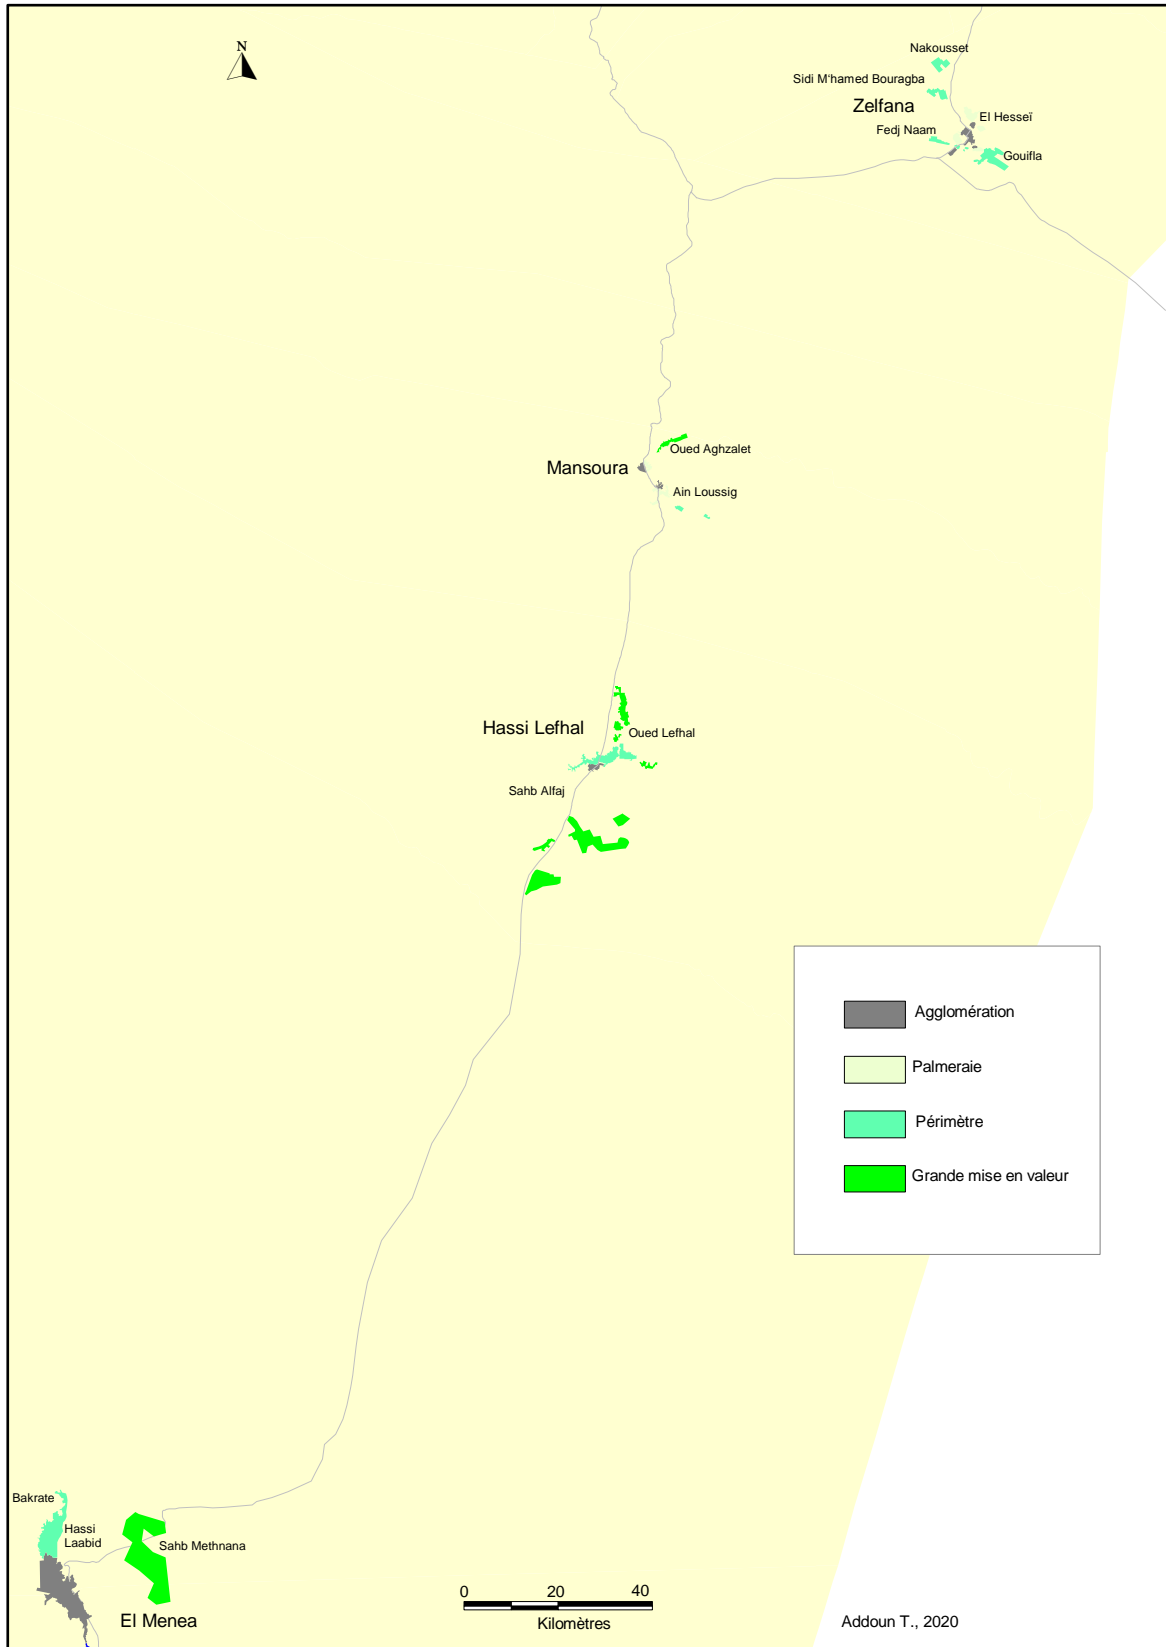 N
Nakousset
Sidi M'hamed Bouragba
Zelfana
El Hesseï
Fedj Naam
Gouifla
Oued Aghzalet
Mansoura
Ain Loussig
Hassi Lefhal
Oued Lefhal
Sahb Alfaj
Agglomération
Palmeraie
Périmètre
Grande mise en valeur
Bakrate
Hassi
Laabid
Sahb Methnana
El Menea
0 20 40
Kilomètres
Addoun T., 2020